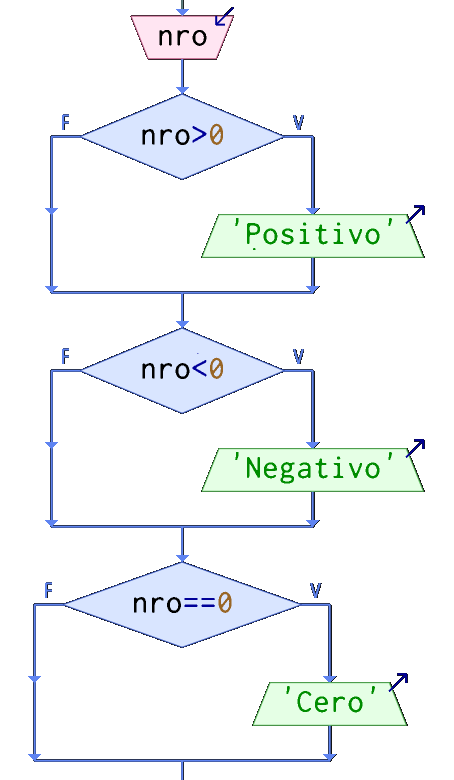 nro
F
nro>0
V
'Positivo'
F
nro<0
V
'Negativo'
F
nro==0
V
'Cero'